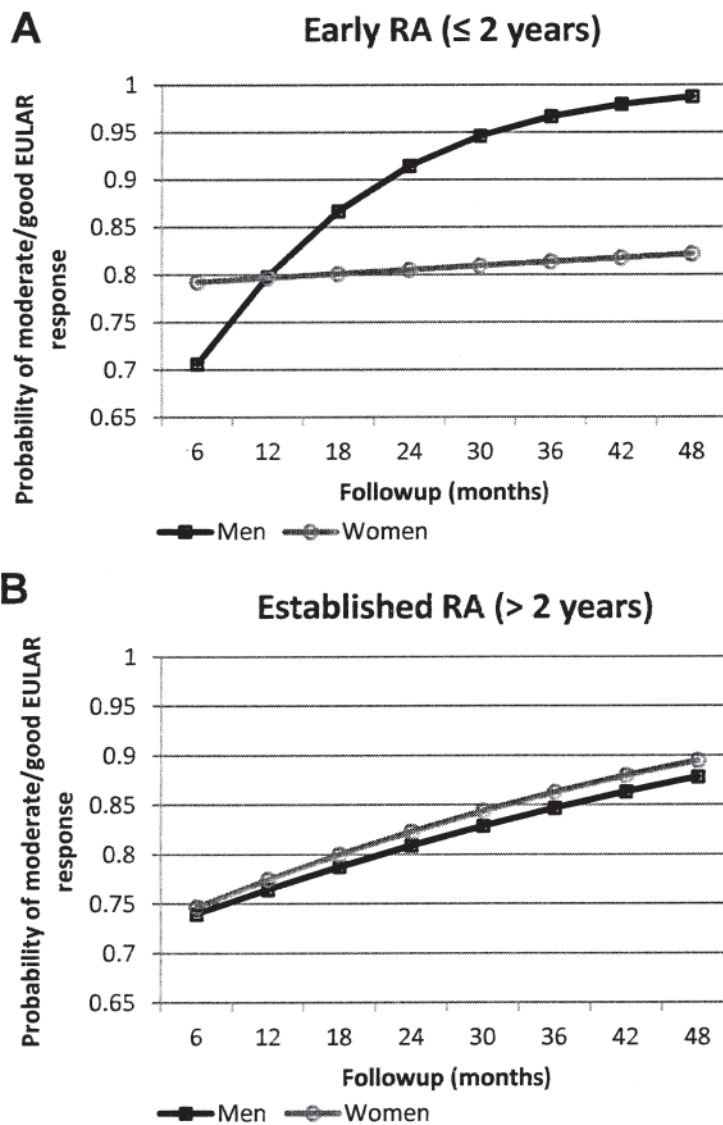 A
Early RA (≤ 2 years)
Probability of moderate/good EULAR
response
1
0.95
0.9
0.85
0.8
0.75
0.7
0.65
6 12 18 24 30 36 42 48
Followup (months)
Men Women
B
Established RA (> 2 years)
Probability of moderate/good EULAR
response
1
0.95
0.9
0.85
0.8
0.75
0.7
0.65
6 12 18 24 30 36 42 48
Followup (months)
Men Women